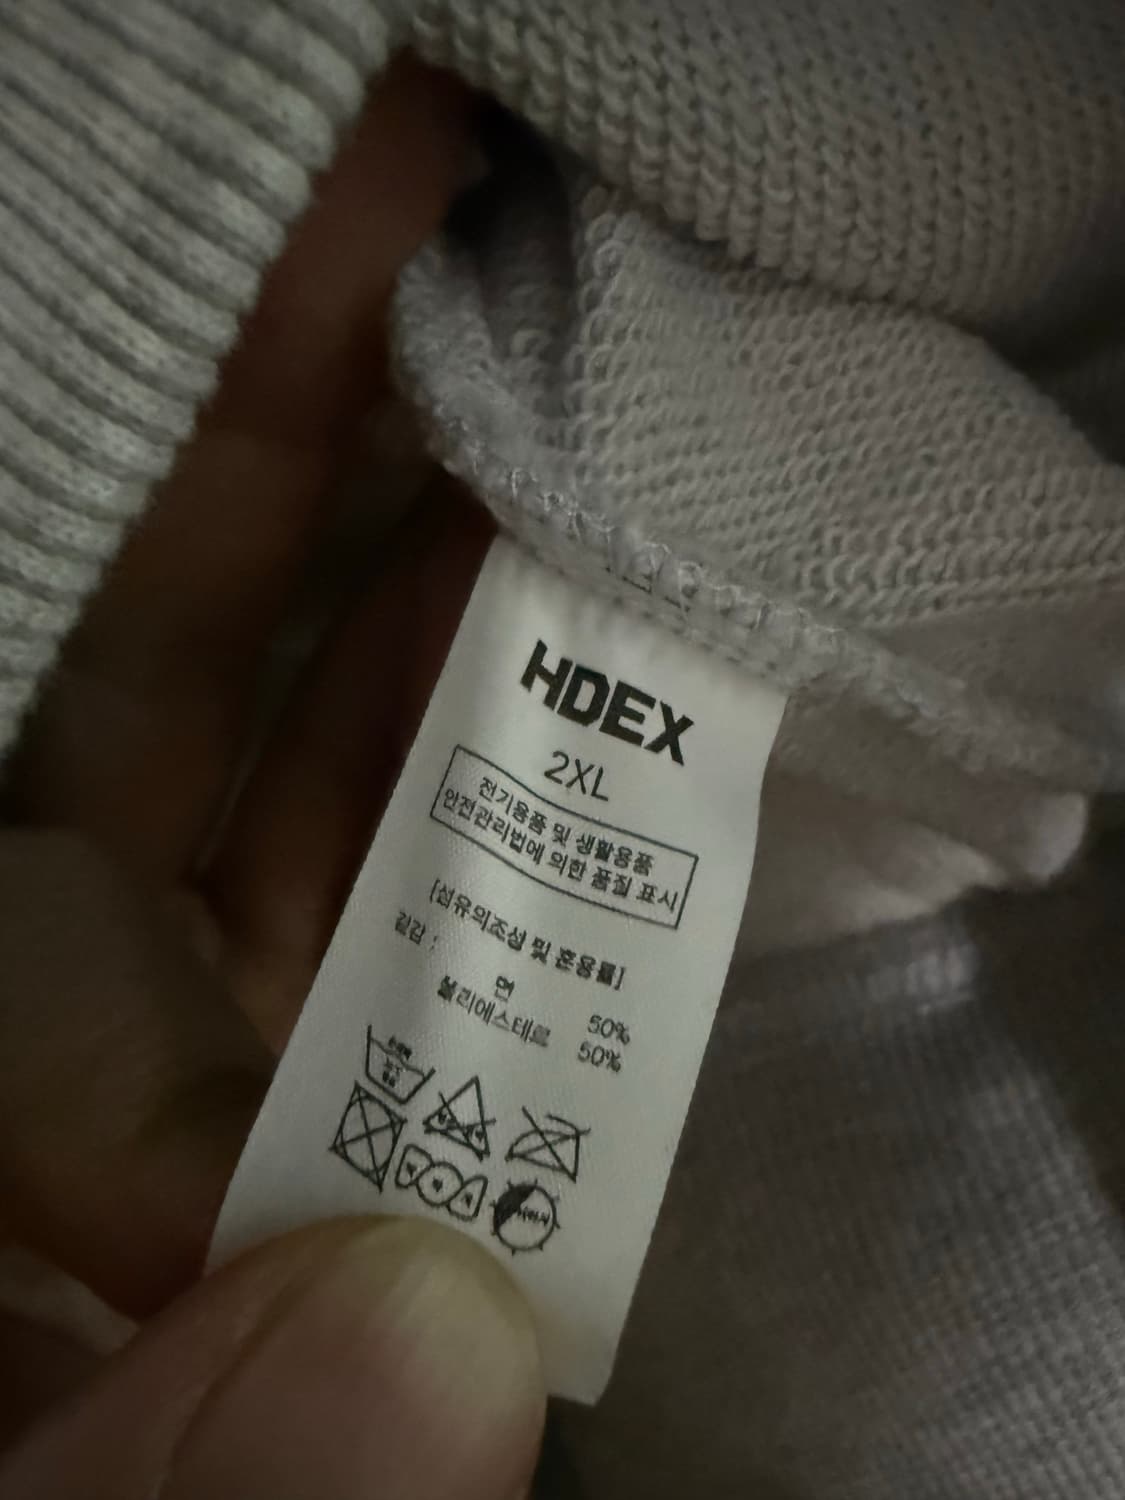 HDEX
2XL
전기용품 및 생활용품
안전관리법에 의한 품질 표시
[섬유의조성 및 혼용률]
겉감 :
면 50%
폴리에스테르 50%